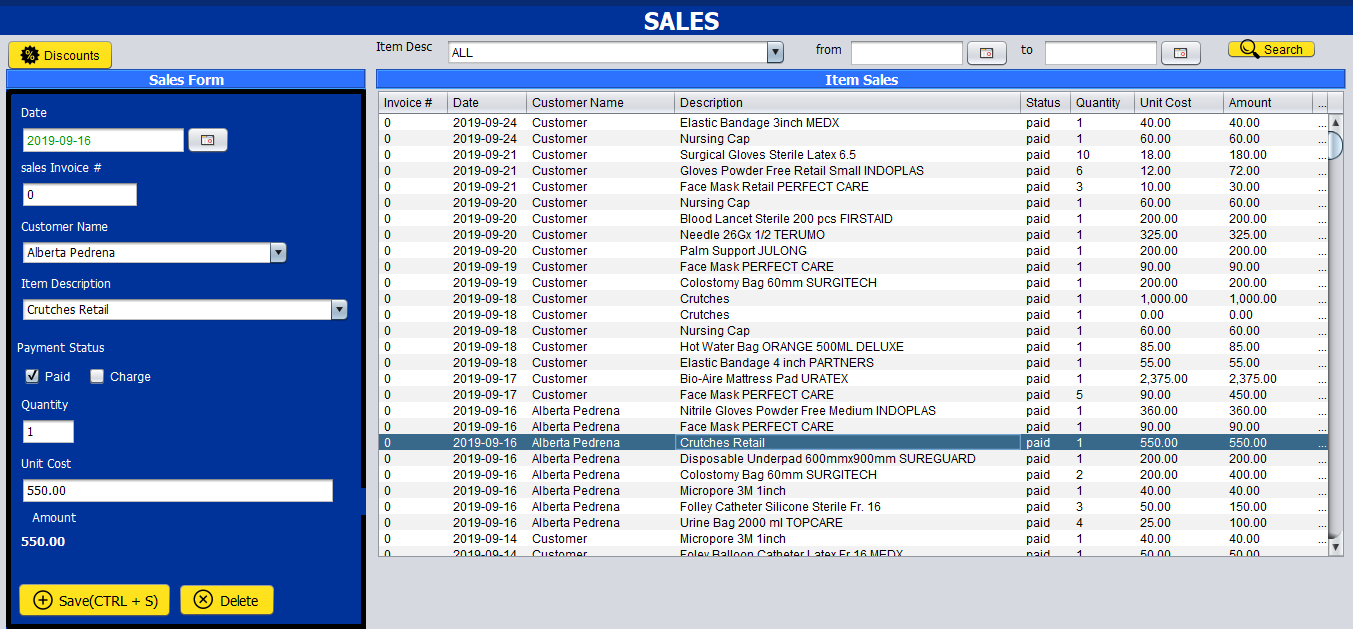 SALES
Discounts
Item Desc ALL from to Search
Sales Form
Date
2019-09-16
sales Invoice #
0
Customer Name
Alberta Pedrena
Item Description
Crutches Retail
Payment Status
Paid Charge
Quantity
1
Unit Cost
550.00
Amount
550.00
Save(CTRL + S) Delete
Item Sales
Invoice # Date Customer Name Description Status Quantity Unit Cost Amount ...
0 2019-09-24 Customer Elastic Bandage 3inch MEDX paid 1 40.00 40.00 ...
0 2019-09-24 Customer Nursing Cap paid 1 60.00 60.00 ...
0 2019-09-21 Customer Surgical Gloves Sterile Latex 6.5 paid 10 18.00 180.00 ...
0 2019-09-21 Customer Gloves Powder Free Retail Small INDOPLAS paid 6 12.00 72.00 ...
0 2019-09-21 Customer Face Mask Retail PERFECT CARE paid 3 10.00 30.00 ...
0 2019-09-20 Customer Nursing Cap paid 1 60.00 60.00 ...
0 2019-09-20 Customer Blood Lancet Sterile 200 pcs FIRSTAID paid 1 200.00 200.00 ...
0 2019-09-20 Customer Needle 26Gx 1/2 TERUMO paid 1 325.00 325.00 ...
0 2019-09-20 Customer Palm Support JULONG paid 1 200.00 200.00 ...
0 2019-09-19 Customer Face Mask PERFECT CARE paid 1 90.00 90.00 ...
0 2019-09-19 Customer Colostomy Bag 60mm SURGITECH paid 1 200.00 200.00 ...
0 2019-09-18 Customer Crutches paid 1 1,000.00 1,000.00 ...
0 2019-09-18 Customer Crutches paid 1 0.00 0.00 ...
0 2019-09-18 Customer Nursing Cap paid 1 60.00 60.00 ...
0 2019-09-18 Customer Hot Water Bag ORANGE 500ML DELUXE paid 1 85.00 85.00 ...
0 2019-09-18 Customer Elastic Bandage 4 inch PARTNERS paid 1 55.00 55.00 ...
0 2019-09-17 Customer Bio-Aire Mattress Pad URATEX paid 1 2,375.00 2,375.00 ...
0 2019-09-17 Customer Face Mask PERFECT CARE paid 5 90.00 450.00 ...
0 2019-09-16 Alberta Pedrena Nitrile Gloves Powder Free Medium INDOPLAS paid 1 360.00 360.00 ...
0 2019-09-16 Alberta Pedrena Face Mask PERFECT CARE paid 1 90.00 90.00 ...
0 2019-09-16 Alberta Pedrena Crutches Retail paid 1 550.00 550.00 ...
0 2019-09-16 Alberta Pedrena Disposable Underpad 600mmx900mm SUREGUARD paid 1 200.00 200.00 ...
0 2019-09-16 Alberta Pedrena Colostomy Bag 60mm SURGITECH paid 2 200.00 400.00 ...
0 2019-09-16 Alberta Pedrena Micropore 3M 1inch paid 1 40.00 40.00 ...
0 2019-09-16 Alberta Pedrena Folley Catheter Silicone Sterile Fr. 16 paid 3 50.00 150.00 ...
0 2019-09-16 Alberta Pedrena Urine Bag 2000 ml TOPCARE paid 4 25.00 100.00 ...
0 2019-09-14 Customer Micropore 3M 1inch paid 1 40.00 40.00 ...
0 2019-09-14 Customer Foley Balloon Catheter Latex Fr 16 MEDX paid 1 50.00 50.00